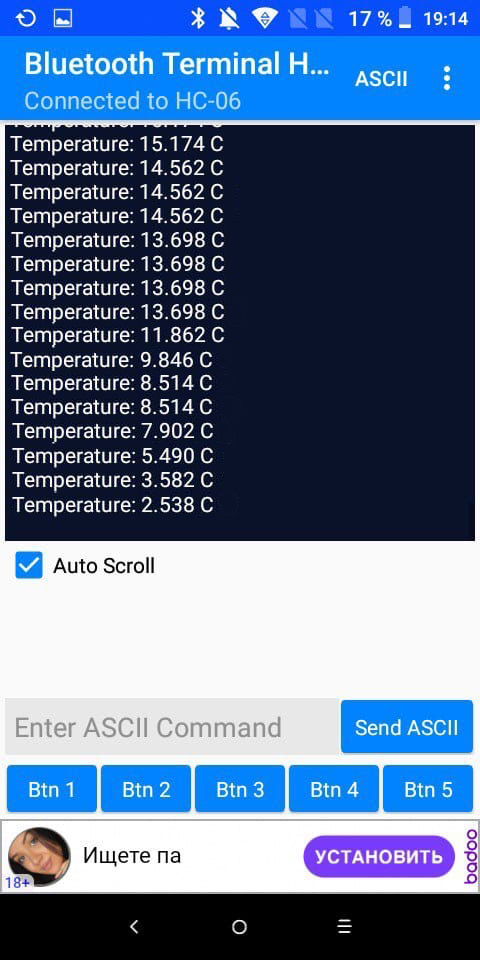 17 % 19:14
Bluetooth Terminal H...
ASCII
Connected to HC-06
Temperature: 15.174 C
Temperature: 14.562 C
Temperature: 14.562 C
Temperature: 14.562 C
Temperature: 13.698 C
Temperature: 13.698 C
Temperature: 13.698 C
Temperature: 13.698 C
Temperature: 11.862 C
Temperature: 9.846 C
Temperature: 8.514 C
Temperature: 8.514 C
Temperature: 7.902 C
Temperature: 5.490 C
Temperature: 3.582 C
Temperature: 2.538 C
Auto Scroll
Enter ASCII Command
Send ASCII
Btn 1 Btn 2 Btn 3 Btn 4 Btn 5
Ищете па
УСТАНОВИТЬ
badoo
18+